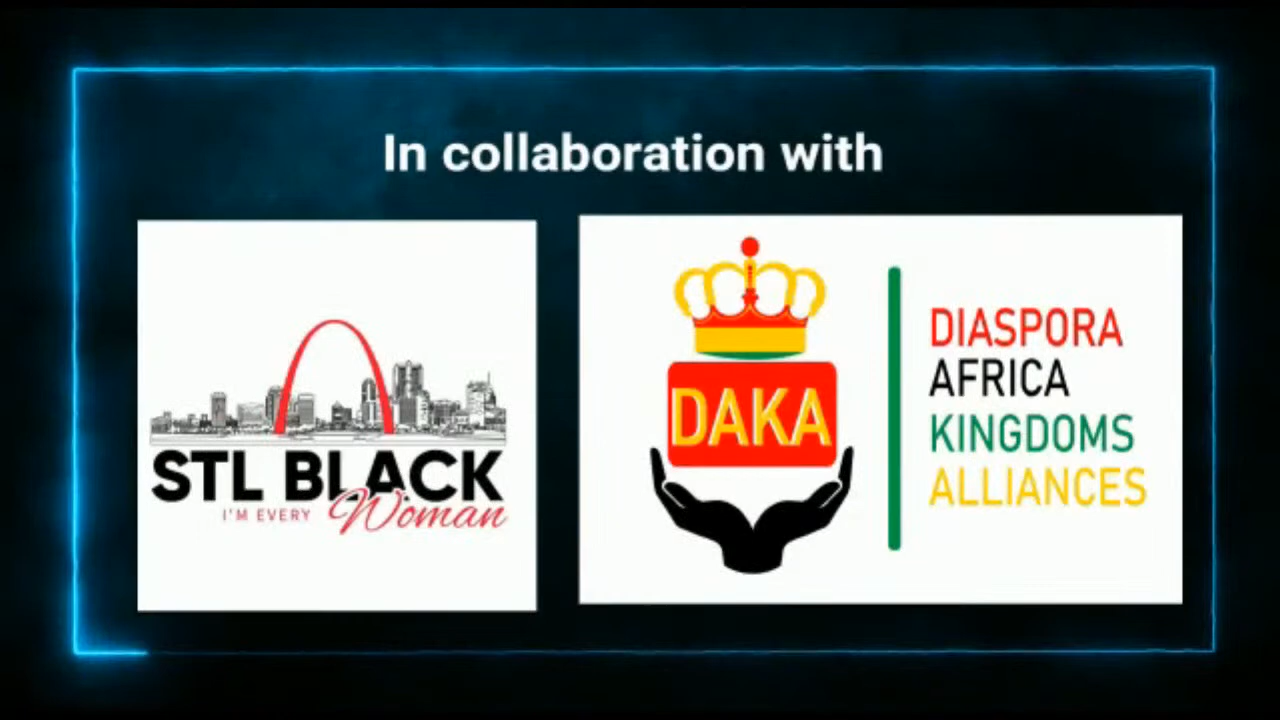 In collaboration with
STL BLACK
I'M EVERY Woman
DAKA
DIASPORA
AFRICA
KINGDOMS
ALLIANCES